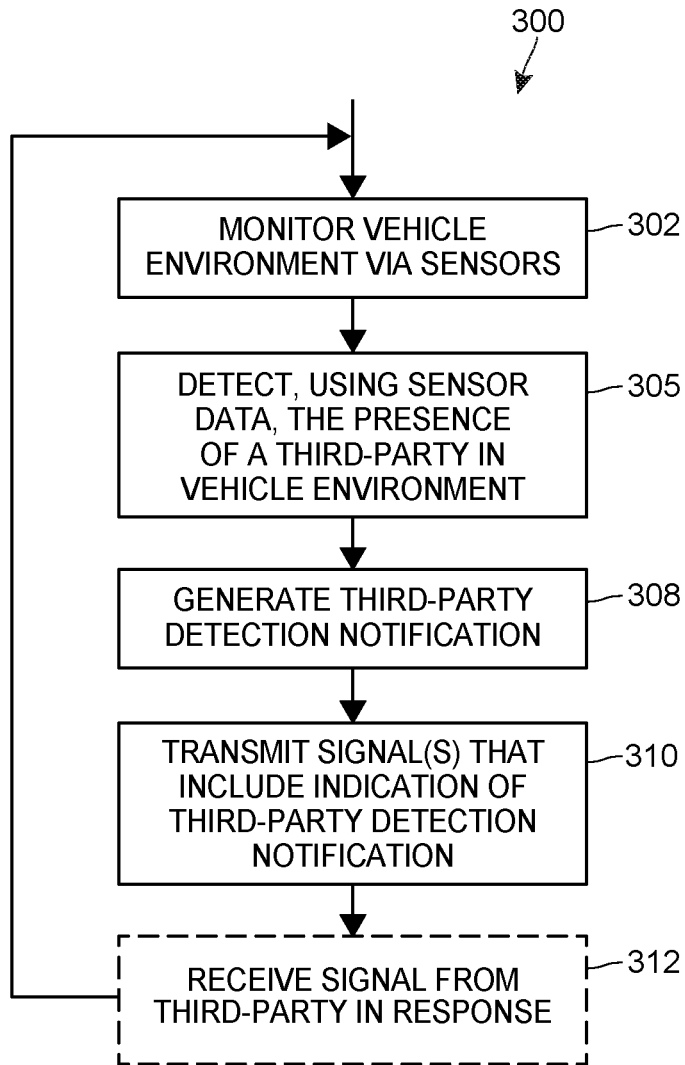 300
MONITOR VEHICLE
ENVIRONMENT VIA SENSORS
302
DETECT, USING SENSOR
DATA, THE PRESENCE
OF A THIRD-PARTY IN
VEHICLE ENVIRONMENT
305
GENERATE THIRD-PARTY
DETECTION NOTIFICATION
308
TRANSMIT SIGNAL(S) THAT
INCLUDE INDICATION OF
THIRD-PARTY DETECTION
NOTIFICATION
310
RECEIVE SIGNAL FROM
THIRD-PARTY IN RESPONSE
312